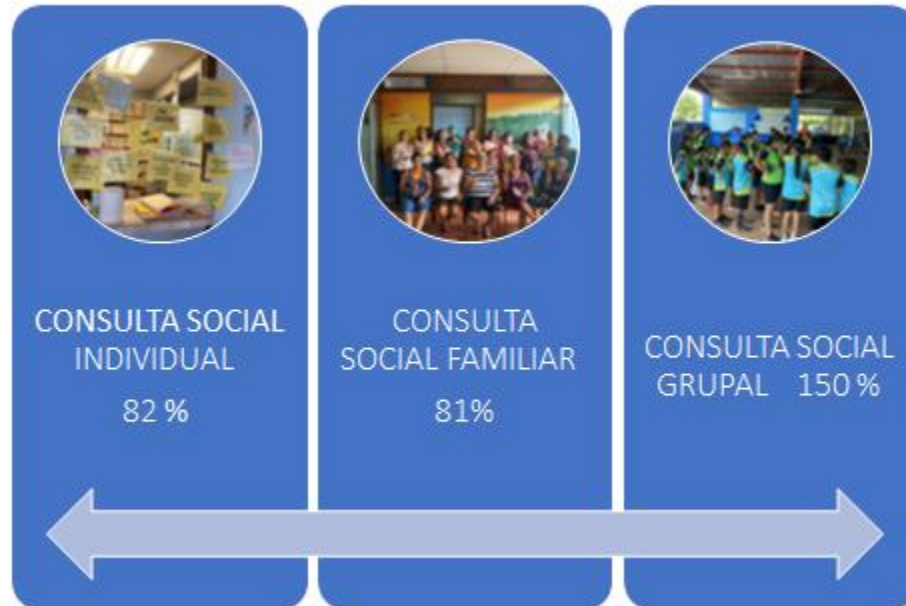 CONSULTA SOCIAL
INDIVIDUAL
82 %
CONSULTA
SOCIAL FAMILIAR
81%
CONSULTA SOCIAL
GRUPAL 150 %